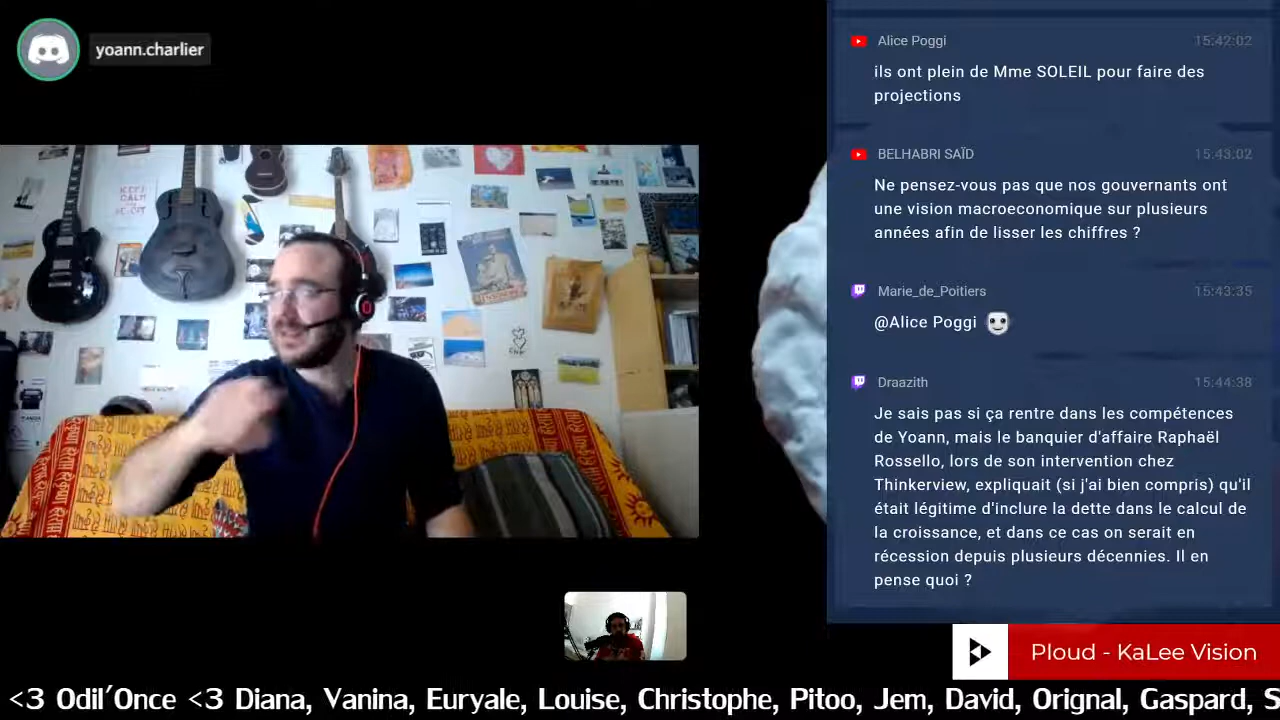 yoann.charlier
Alice Poggi 15:42:02
ils ont plein de Mme SOLEIL pour faire des
projections
BELHABRI SAÏD 15:43:02
Ne pensez-vous pas que nos gouvernants ont
une vision macroeconomique sur plusieurs
années afin de lisser les chiffres ?
Marie_de_Poitiers 15:43:35
@Alice Poggi
Draazith 15:44:38
Je sais pas si ça rentre dans les compétences
de Yoann, mais le banquier d'affaire Raphaël
Rossello, lors de son intervention chez
Thinkerview, expliquait (si j'ai bien compris) qu'il
était légitime d'inclure la dette dans le calcul de
la croissance, et dans ce cas on serait en
récession depuis plusieurs décennies. Il en
pense quoi ?
Ploud - KaLee Vision
<3 Odil'Once <3 Diana, Vanina, Euryale, Louise, Christophe, Pitoo, Jem, David, Orignal, Gaspard, S